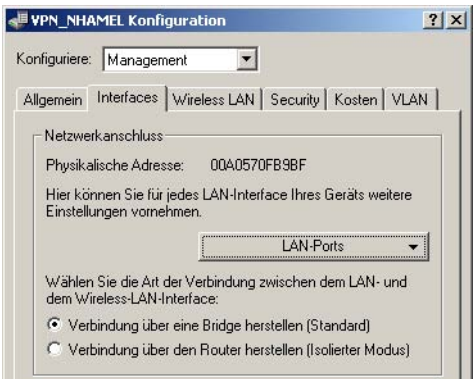 VPN_NHAMEL Konfiguration
Konfiguriere: Management
Allgemein Interfaces Wireless LAN Security Kosten VLAN
Netzwerkanschluss
Physikalische Adresse: 00A0570FB9BF
Hier können Sie für jedes LAN-Interface Ihres Geräts weitere
Einstellungen vornehmen.
LAN-Ports
Wählen Sie die Art der Verbindung zwischen dem LAN- und
dem Wireless-LAN-Interface:
Verbindung über eine Bridge herstellen (Standard)
Verbindung über den Router herstellen (Isolierter Modus)